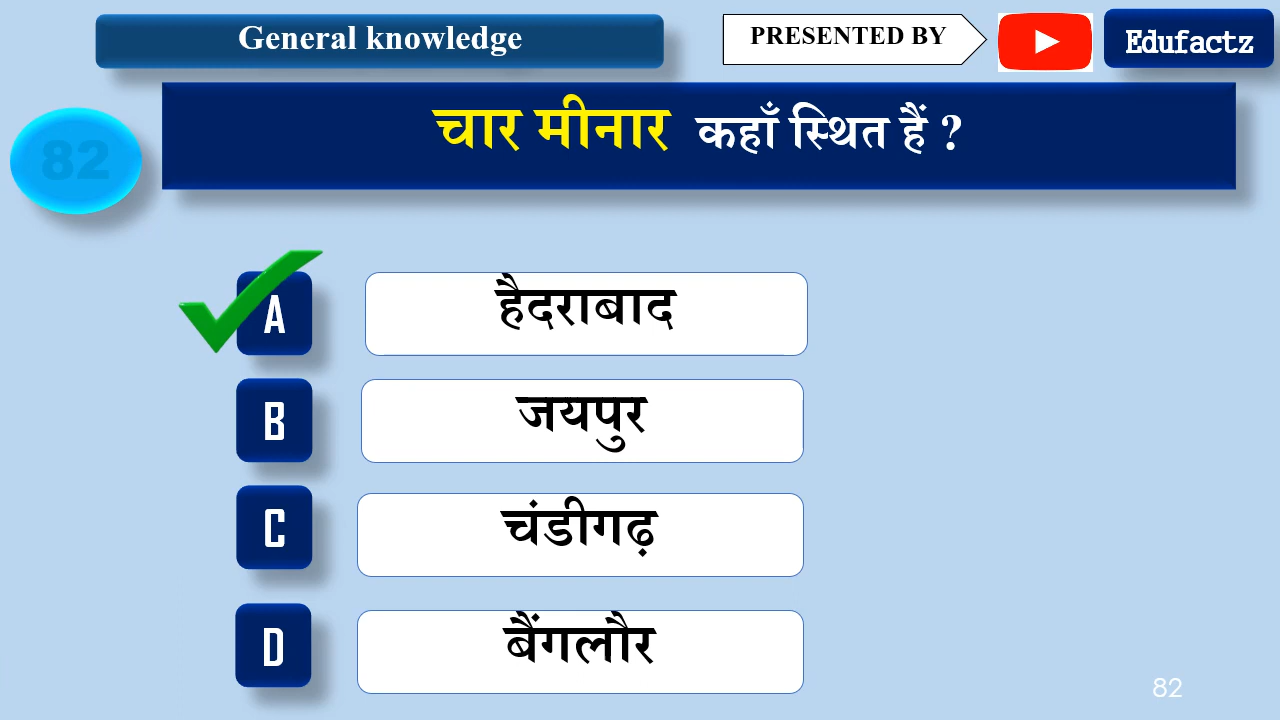 General knowledge
PRESENTED BY
Edufactz
82
चार मीनार कहाँ स्थित हैं ?
A
हैदराबाद
B
जयपुर
C
चंडीगढ़
D
बैंगलौर
82